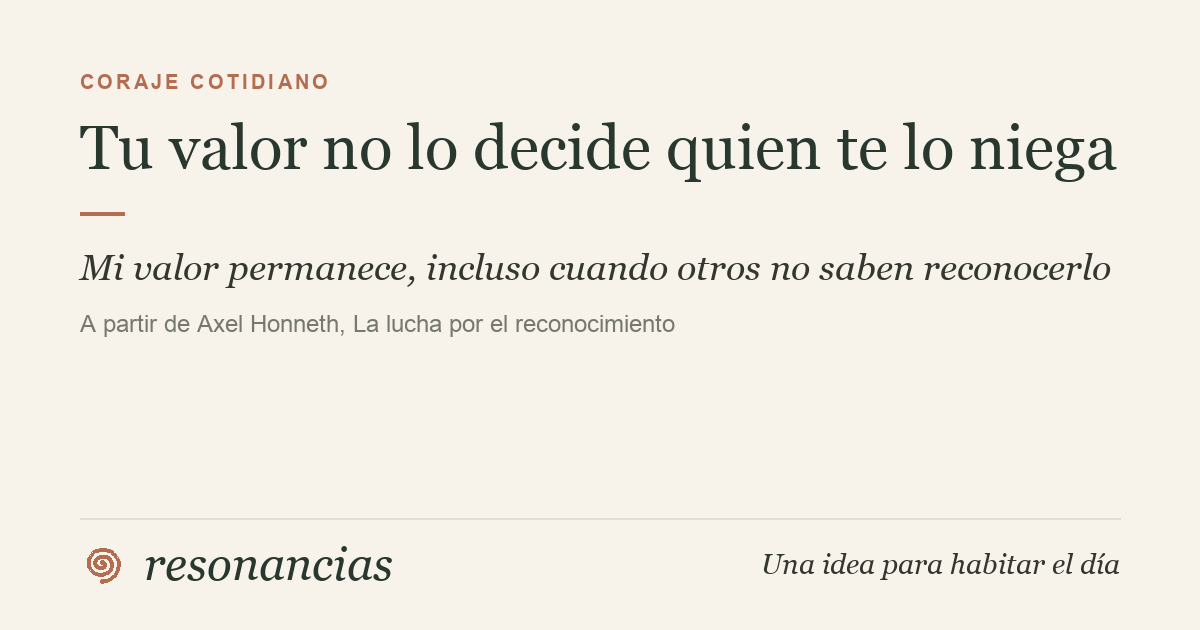 CORAJE COTIDIANO
Tu valor no lo decide quien te lo niega
Mi valor permanece, incluso cuando otros no saben reconocerlo
A partir de Axel Honneth, La lucha por el reconocimiento
resonancias
Una idea para habitar el día